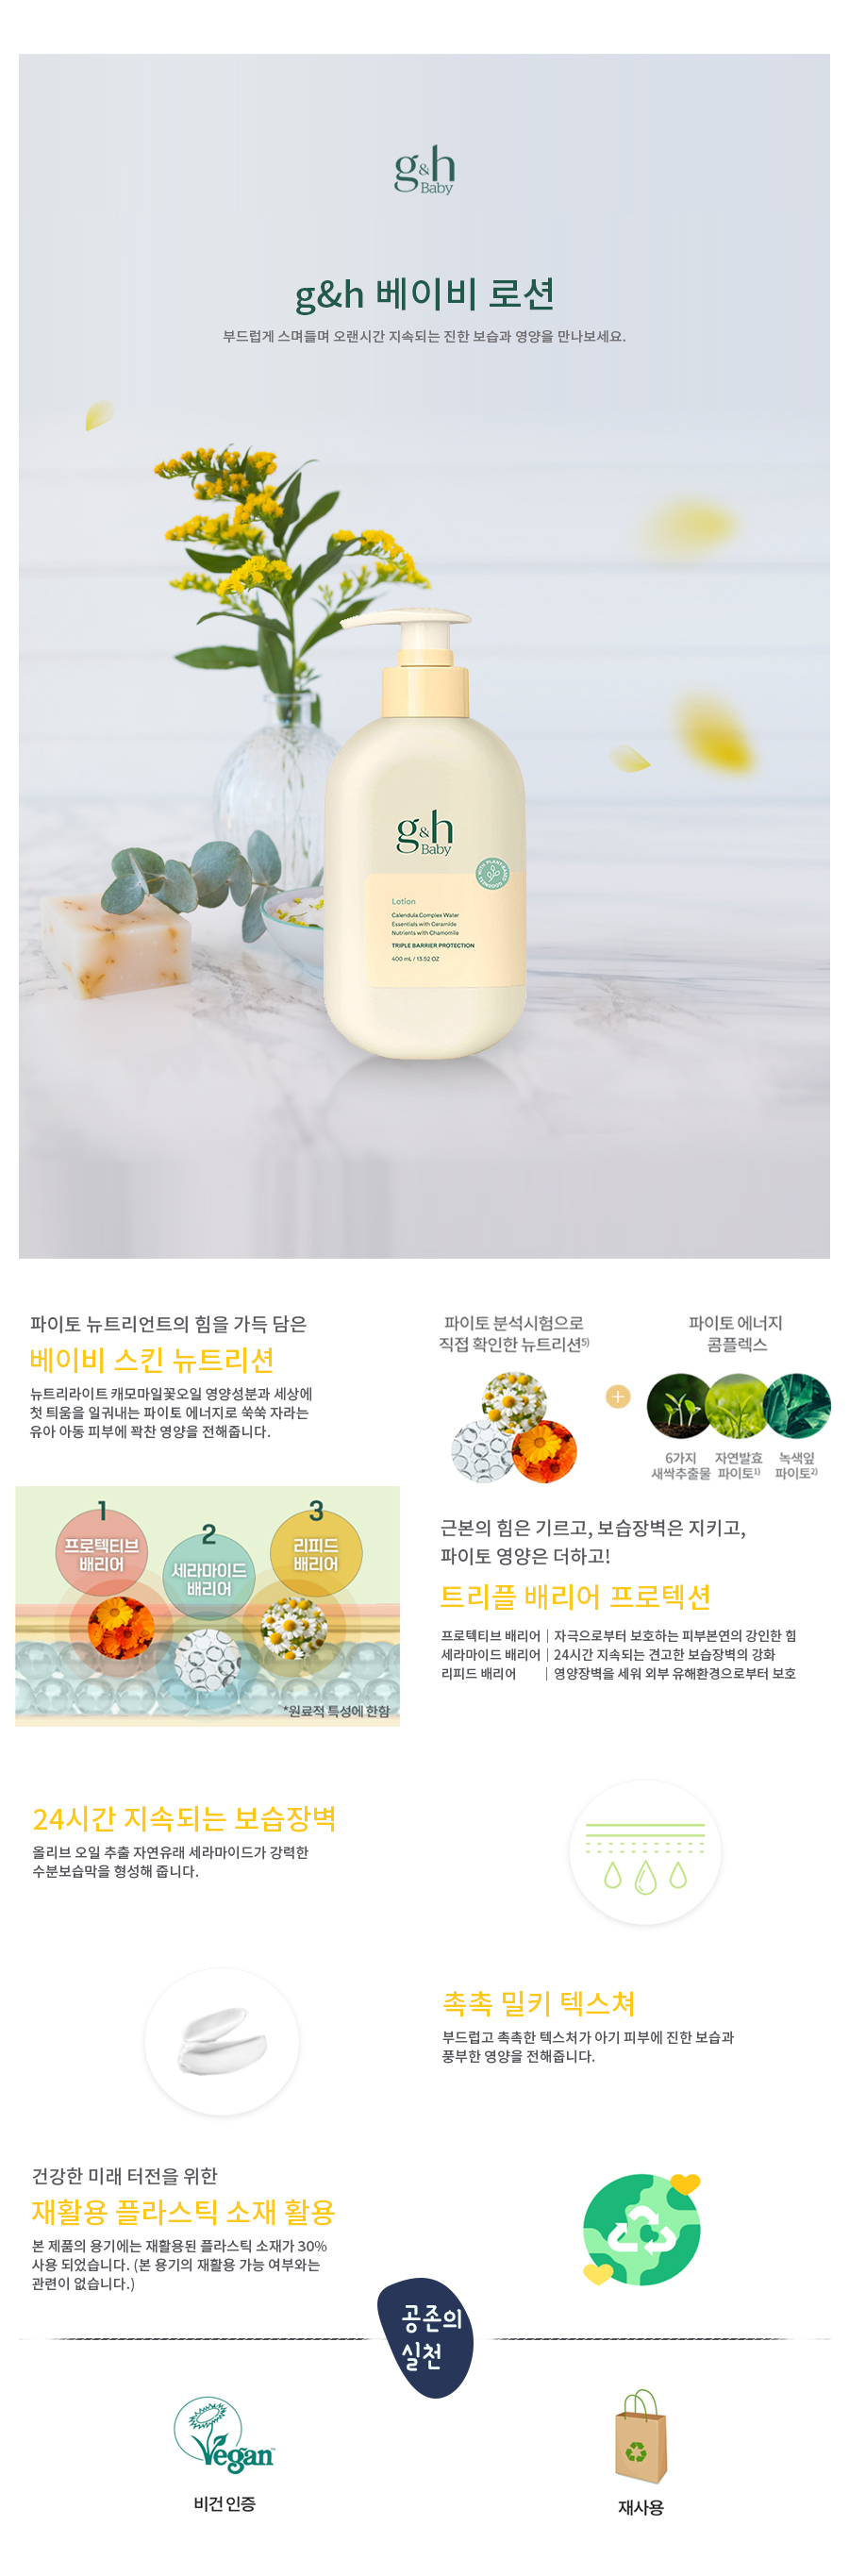 g&h
Baby
g&h 베이비 로션
부드럽게 스며들며 오랜시간 지속되는 진한 보습과 영양을 만나보세요.
g&h
Baby
WITH PLANT-BASED
Lotion
Calendula Complex Water
Essentials with Ceramide
Nutrients with Chamomile
TRIPLE BARRIER PROTECTION
400 mL / 13.52 OZ
파이토 뉴트리언트의 힘을 가득 담은
베이비 스킨 뉴트리션
뉴트리라이트 캐모마일꽃오일 영양성분과 세상에
첫 틔움을 일궈내는 파이토 에너지로 쑥쑥 자라는
유아 아동 피부에 꽉찬 영양을 전해줍니다.
파이토 분석시험으로
직접 확인한 뉴트리션5)
파이토 에너지
콤플렉스
6가지
새싹추출물
자연발효
파이토1)
녹색잎
파이토2)
1
프로텍티브
배리어
2
세라마이드
배리어
3
리피드
배리어
*원료적 특성에 한함
근본의 힘은 기르고, 보습장벽은 지키고,
파이토 영양은 더하고!
트리플 배리어 프로텍션
프로텍티브 배리어 | 자극으로부터 보호하는 피부본연의 강인한 힘
세라마이드 배리어 | 24시간 지속되는 견고한 보습장벽의 강화
리피드 배리어 | 영양장벽을 세워 외부 유해환경으로부터 보호
24시간 지속되는 보습장벽
올리브 오일 추출 자연유래 세라마이드가 강력한
수분보습막을 형성해 줍니다.
촉촉 밀키 텍스쳐
부드럽고 촉촉한 텍스처가 아기 피부에 진한 보습과
풍부한 영양을 전해줍니다.
건강한 미래 터전을 위한
재활용 플라스틱 소재 활용
본 제품의 용기에는 재활용된 플라스틱 소재가 30%
사용 되었습니다. (본 용기의 재활용 가능 여부와는
관련이 없습니다.)
공존의
실천
Vegan™
비건 인증
재사용